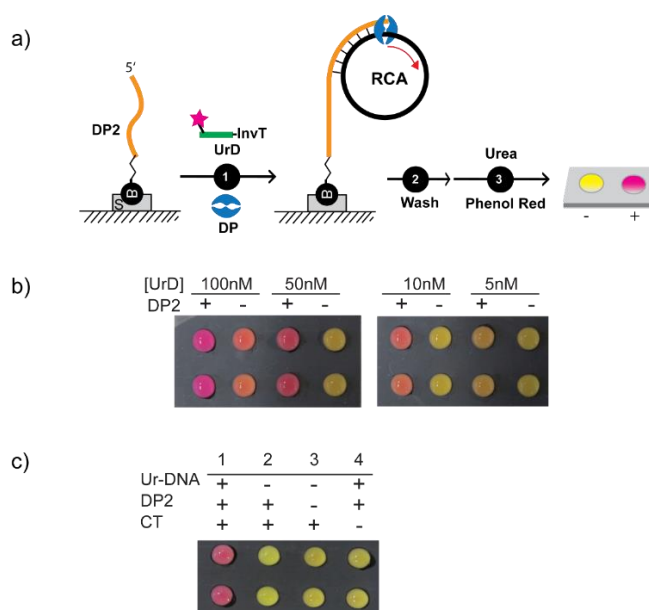 a)
5'
DP2
B
S
InvT
UrD
1
DP
RCA
B
2
Wash
Urea
3
Phenol Red
- +
b)
[UrD] 100nM 50nM 10nM 5nM
DP2 + - + - + - + -
c)
1 2 3 4
Ur-DNA + - - +
DP2 + + - +
CT + + + -